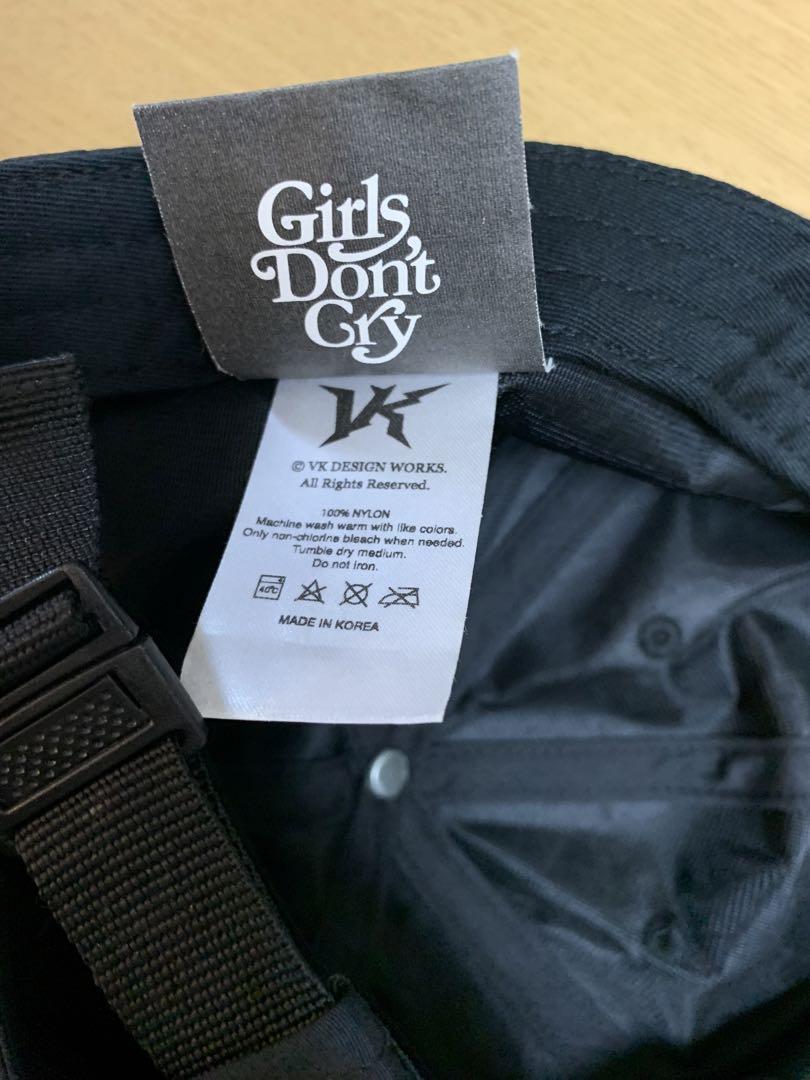 Girls
Don't
Cry
VK
© VK DESIGN WORKS.
All Rights Reserved.
100% NYLON
Machine wash warm with like colors.
Only non-chlorine bleach when needed.
Tumble dry medium.
Do not iron.
40℃
MADE IN KOREA